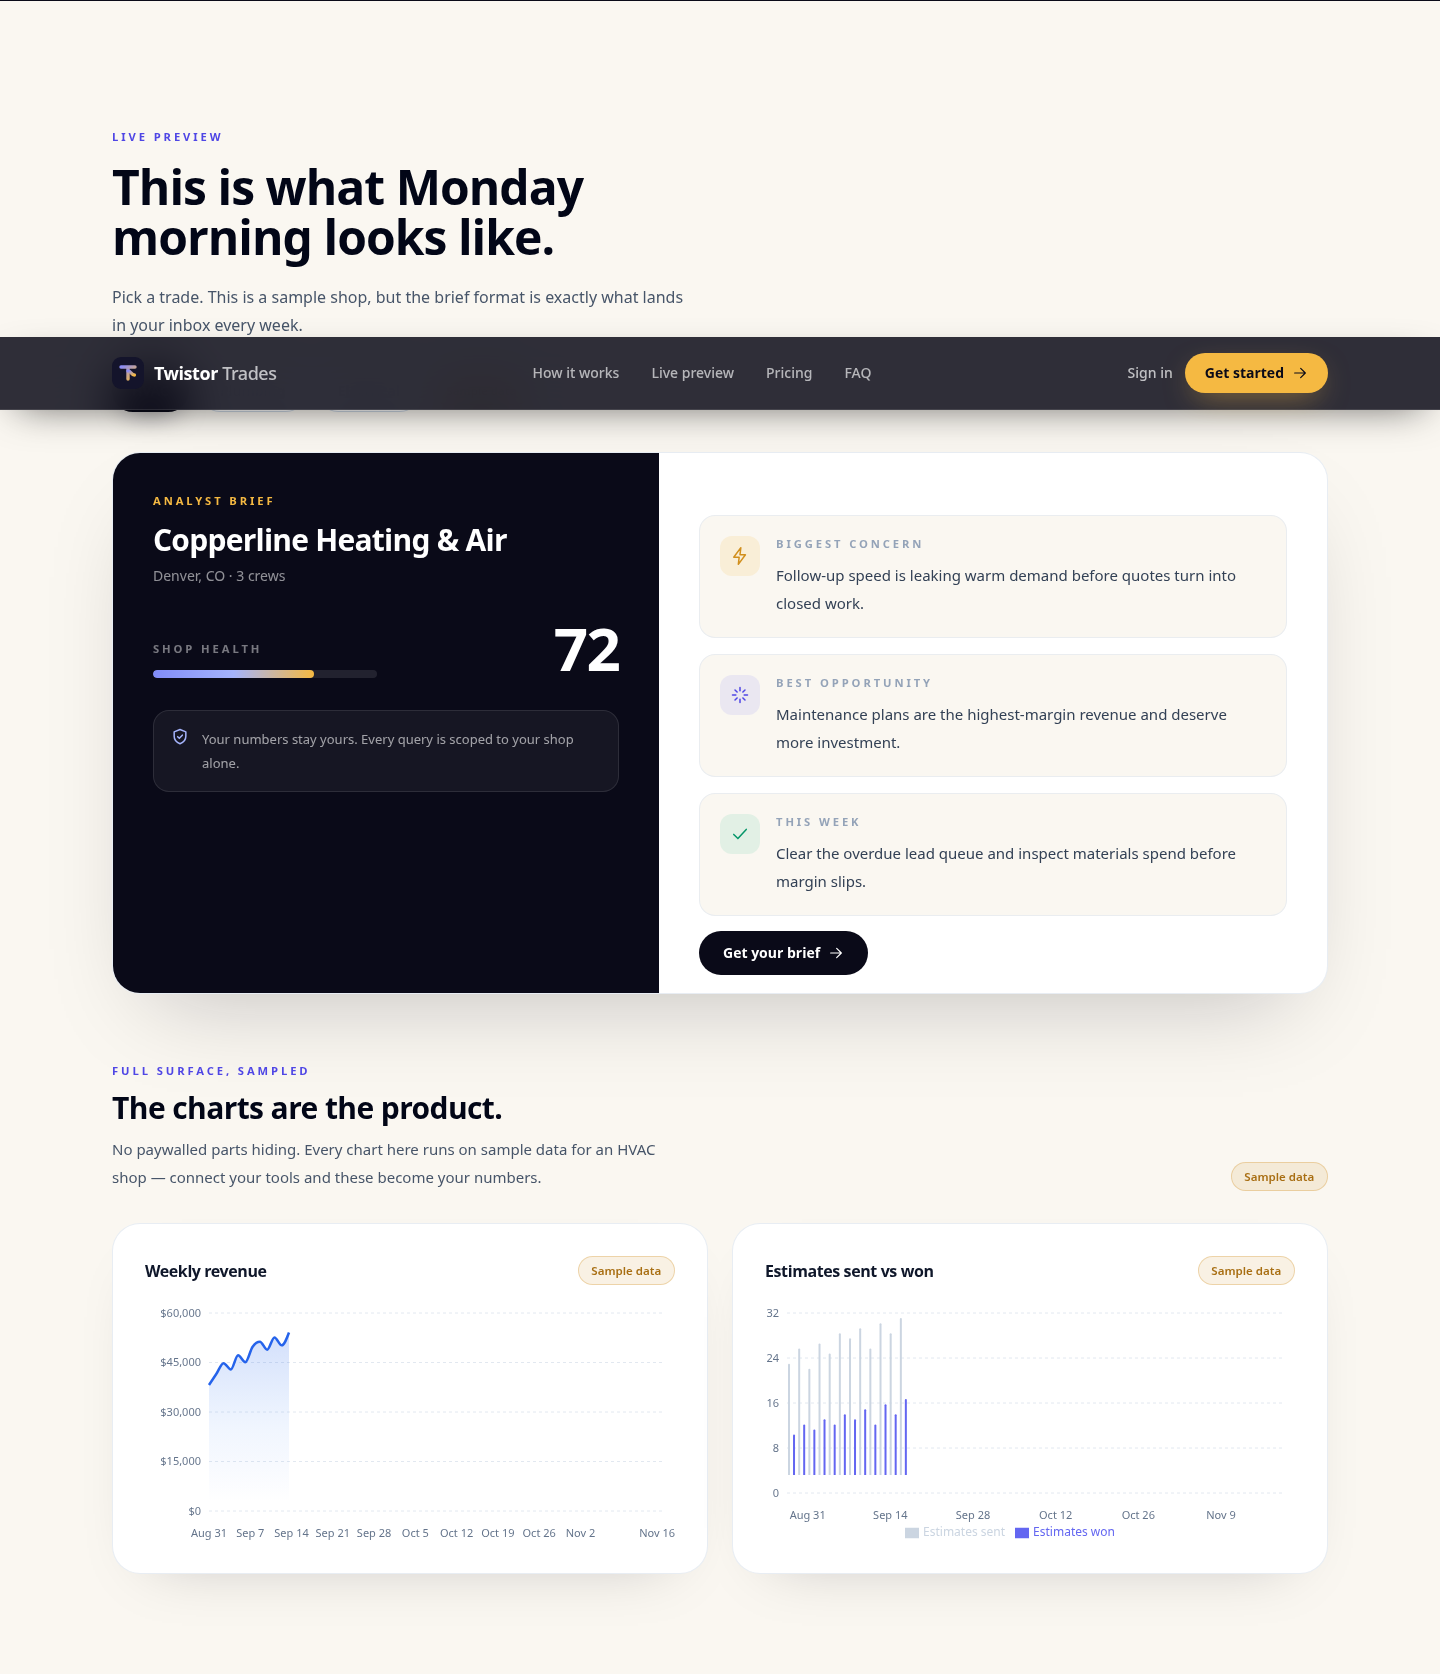 LIVE PREVIEW
This is what Monday
morning looks like.
Pick a trade. This is a sample shop, but the brief format is exactly what lands
in your inbox every week.
Twistor Trades
How it works
Live preview
Pricing
FAQ
Sign in
Get started
ANALYST BRIEF
Copperline Heating & Air
Denver, CO · 3 crews
SHOP HEALTH
72
Your numbers stay yours. Every query is scoped to your shop
alone.
BIGGEST CONCERN
Follow-up speed is leaking warm demand before quotes turn into
closed work.
BEST OPPORTUNITY
Maintenance plans are the highest-margin revenue and deserve
more investment.
THIS WEEK
Clear the overdue lead queue and inspect materials spend before
margin slips.
Get your brief
FULL SURFACE, SAMPLED
The charts are the product.
No paywalled parts hiding. Every chart here runs on sample data for an HVAC
shop — connect your tools and these become your numbers.
Sample data
Weekly revenue
Sample data
$60,000
$45,000
$30,000
$15,000
$0
Aug 31 Sep 7 Sep 14 Sep 21 Sep 28 Oct 5 Oct 12 Oct 19 Oct 26 Nov 2 Nov 16
Estimates sent vs won
Sample data
32
24
16
8
0
Aug 31 Sep 14 Sep 28 Oct 12 Oct 26 Nov 9
Estimates sent Estimates won